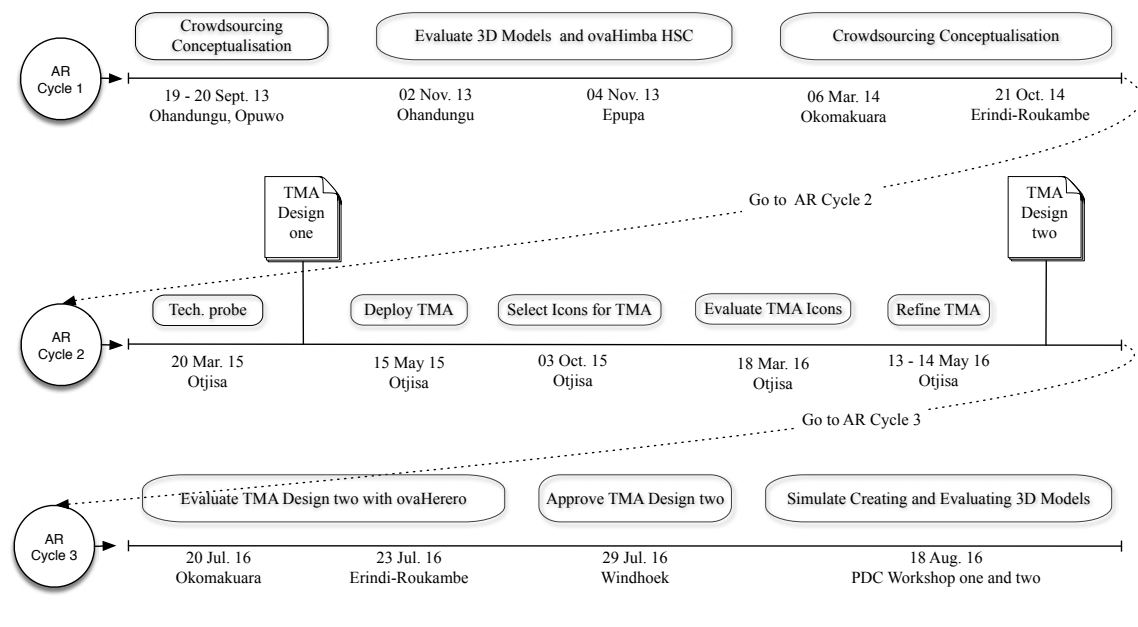 Crowdsourcing
Conceptualisation
Evaluate 3D Models and ovaHimba HSC
Crowdsourcing Conceptualisation
AR
Cycle 1
19 - 20 Sept. 13
Ohandungu, Opuwo
02 Nov. 13
Ohandungu
04 Nov. 13
Epupa
06 Mar. 14
Okomakuara
21 Oct. 14
Erindi-Roukambe
Go to AR Cycle 2
TMA
Design
one
TMA
Design
two
Tech. probe
Deploy TMA
Select Icons for TMA
Evaluate TMA Icons
Refine TMA
AR
Cycle 2
20 Mar. 15
Otjisa
15 May 15
Otjisa
03 Oct. 15
Otjisa
18 Mar. 16
Otjisa
13 - 14 May 16
Otjisa
Go to AR Cycle 3
Evaluate TMA Design two with ovaHerero
Approve TMA Design two
Simulate Creating and Evaluating 3D Models
AR
Cycle 3
20 Jul. 16
Okomakuara
23 Jul. 16
Erindi-Roukambe
29 Jul. 16
Windhoek
18 Aug. 16
PDC Workshop one and two